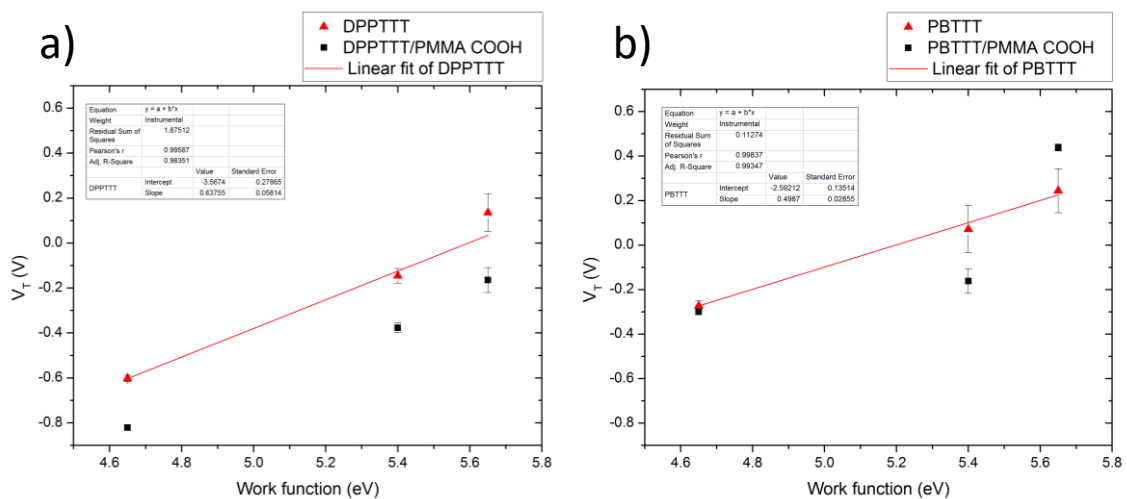 a)
DPPTTT
DPPTTT/PMMA COOH
Linear fit of DPPTTT
Equation y = a + b*x
Weight Instrumental
Residual Sum of Squares 1.87512
Pearson's r 0.99587
Adj. R-Square 0.98351
Value Standard Error
DPPTTT Intercept -3.5674 0.27865
Slope 0.63755 0.05814
0.6
0.4
0.2
0.0
-0.2
-0.4
-0.6
-0.8
V_T (V)
4.6 4.8 5.0 5.2 5.4 5.6 5.8
Work function (eV)
b)
PBTTT
PBTTT/PMMA COOH
Linear fit of PBTTT
Equation y = a + b*x
Weight Instrumental
Residual Sum of Squares 0.11274
Pearson's r 0.99837
Adj. R-Square 0.99347
Value Standard Error
PBTTT Intercept -2.59212 0.13514
Slope 0.4987 0.02855
0.6
0.4
0.2
0.0
-0.2
-0.4
-0.6
-0.8
V_T (V)
4.6 4.8 5.0 5.2 5.4 5.6 5.8
Work function (eV)